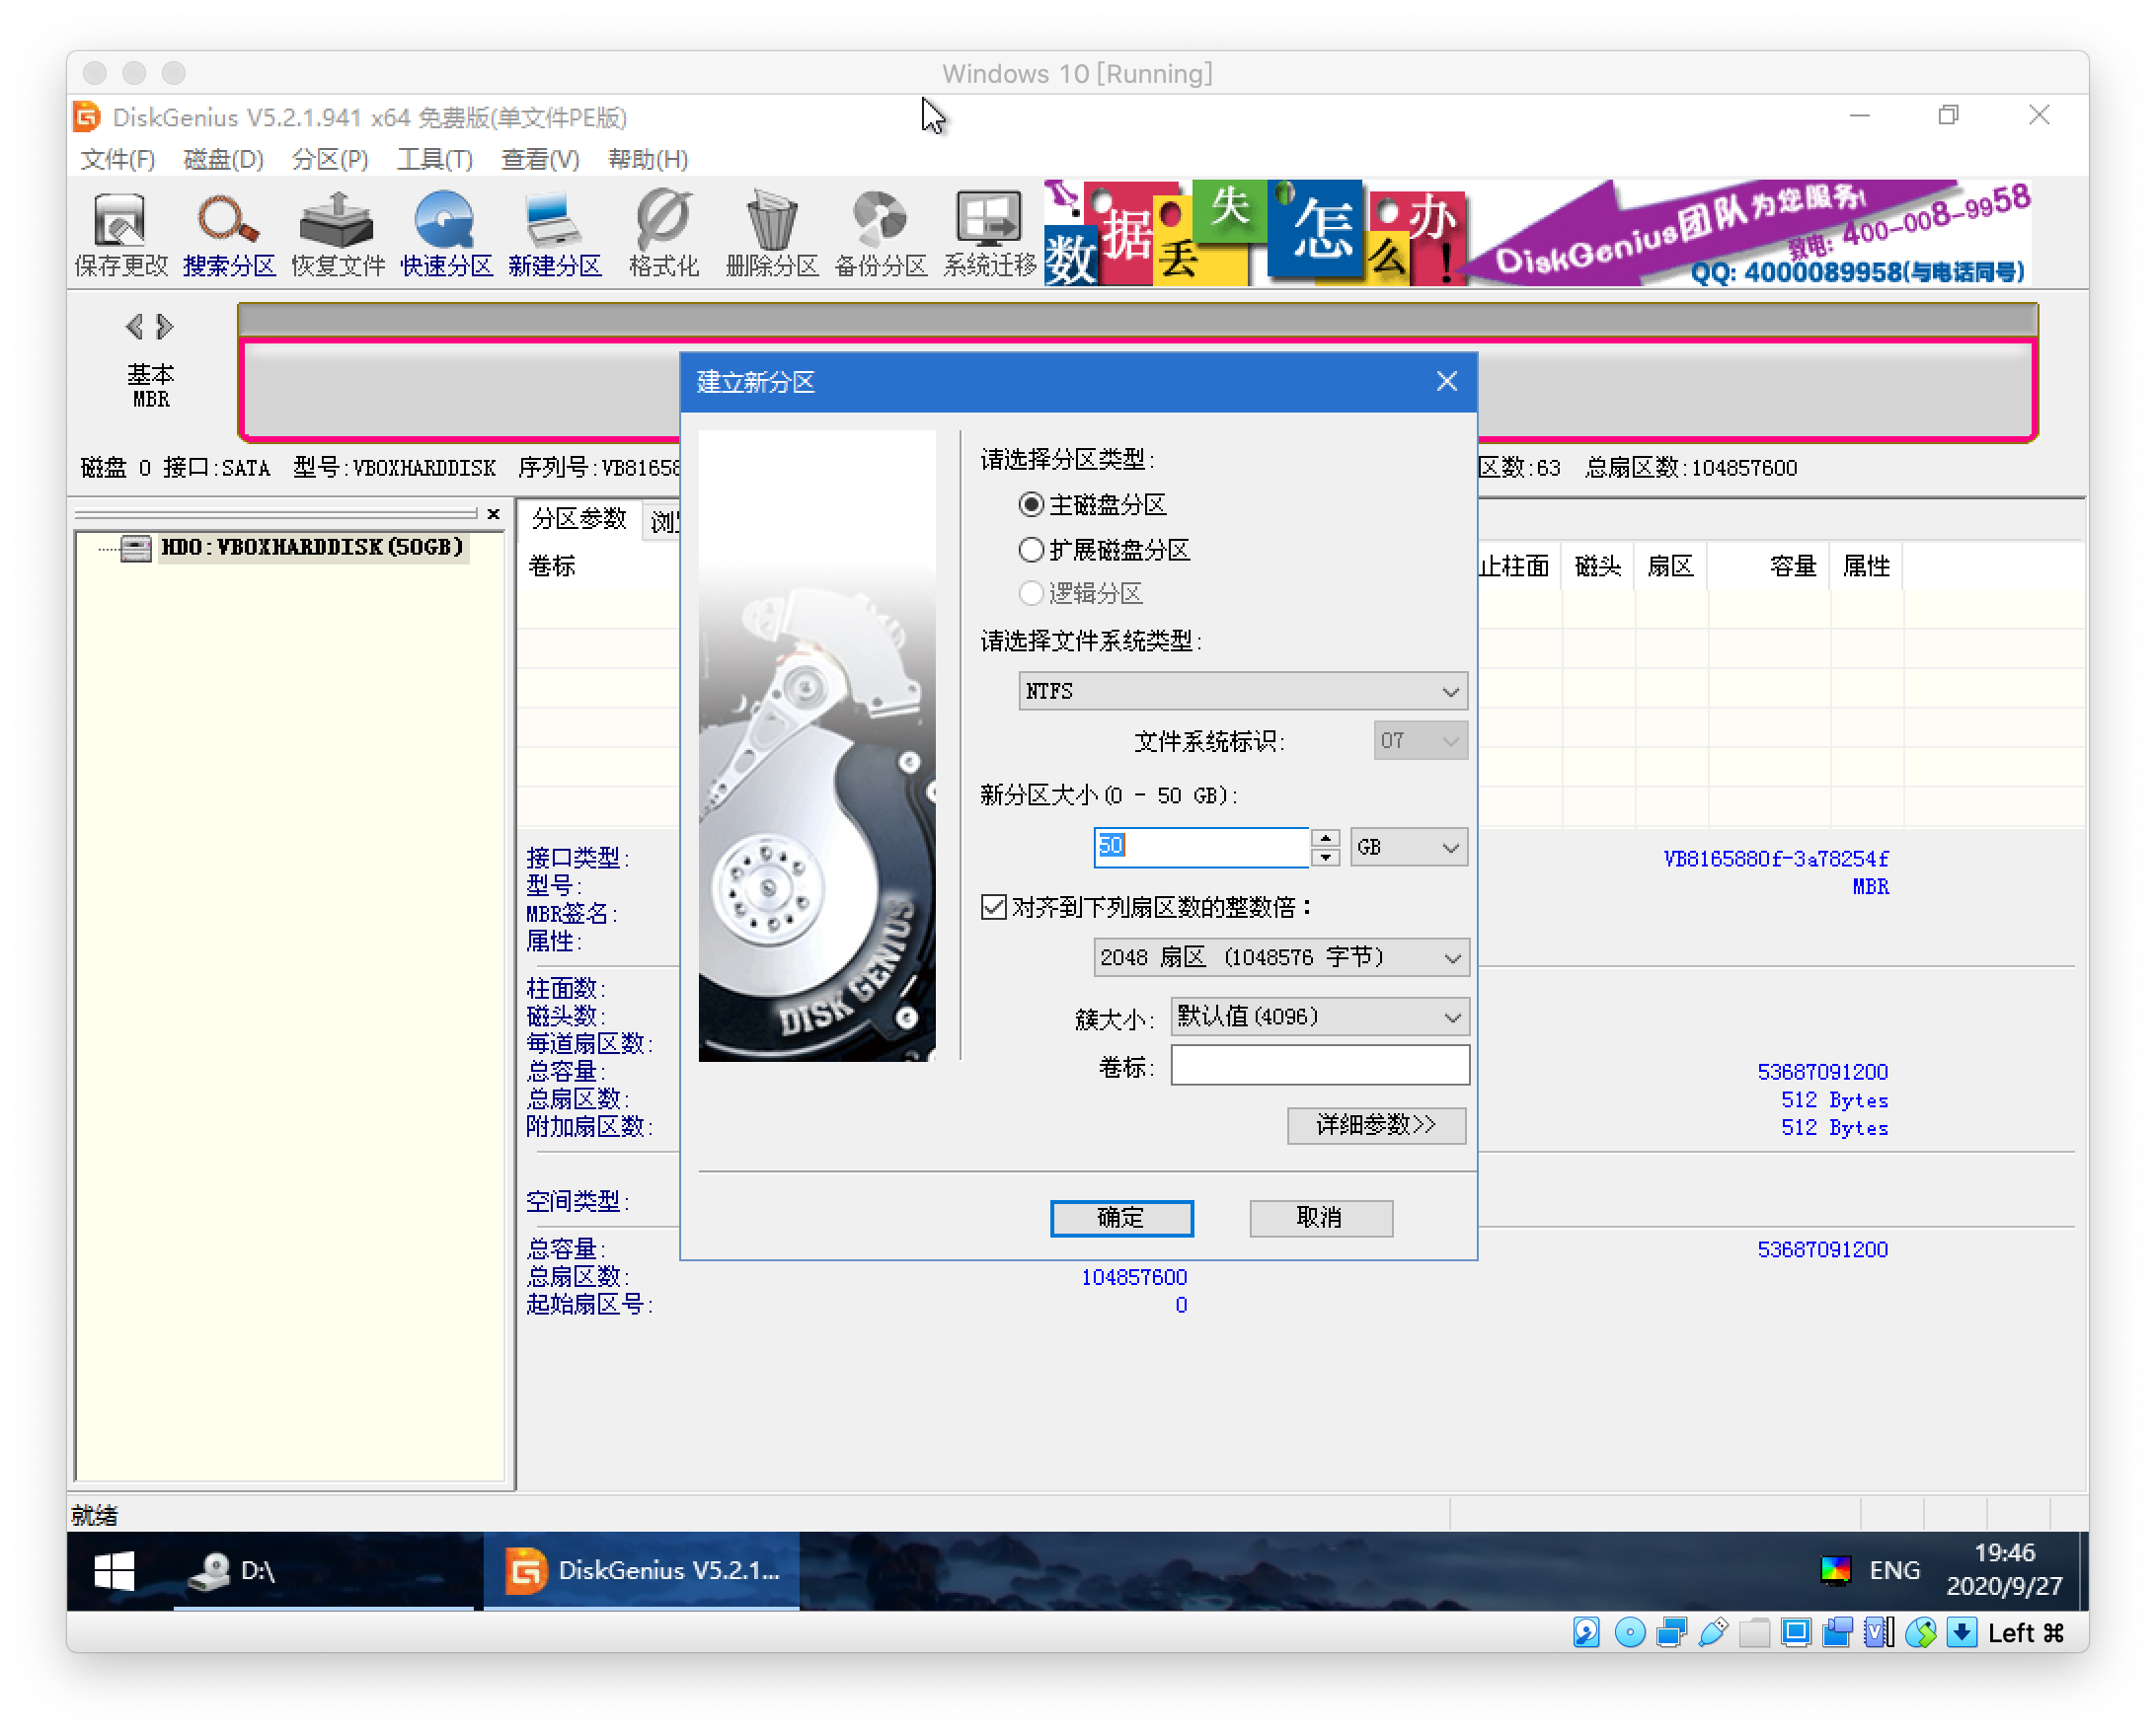 Windows 10 [Running]
DiskGenius V5.2.1.941 x64 免费版(单文件PE版)
文件(F) 磁盘(D) 分区(P) 工具(T) 查看(V) 帮助(H)
保存更改 搜索分区 恢复文件 快速分区 新建分区 格式化 删除分区 备份分区 系统迁移
数据丢失怎么办!
DiskGenius团队为您服务!
致电: 400-008-9958
QQ: 4000089958(与电话同号)
基本
MBR
磁盘 0 接口:SATA 型号:VBOXHARDDISK 序列号:VB81658
区数:63 总扇区数:104857600
HD0:VBOXHARDDISK(50GB)
分区参数
卷标
止柱面 磁头 扇区 容量 属性
建立新分区
请选择分区类型:
主磁盘分区
扩展磁盘分区
逻辑分区
请选择文件系统类型:
NTFS
文件系统标识: 07
新分区大小(0 - 50 GB):
50 GB
对齐到下列扇区数的整数倍:
2048 扇区 (1048576 字节)
簇大小: 默认值(4096)
卷标:
详细参数>>
确定 取消
DISK GENIUS
接口类型:
型号:
MBR签名:
属性:
VB8165880f-3a78254f
MBR
柱面数:
磁头数:
每道扇区数:
总容量: 53687091200
总扇区数: 512 Bytes
附加扇区数: 512 Bytes
空间类型:
总容量: 53687091200
总扇区数: 104857600
起始扇区号: 0
就绪
D:\
DiskGenius V5.2.1...
ENG
19:46
2020/9/27
Left ⌘